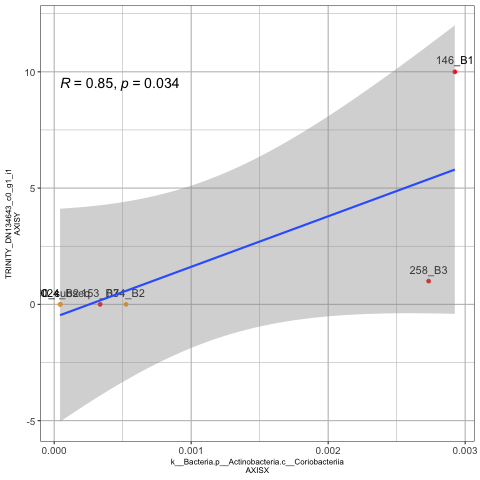 R = 0.85, p = 0.034
146_B1
258_B3
B2
10
5
0
-5
0.000
0.001
0.002
0.003
k__Bacteria.p__Actinobacteria.c__Coriobacteriia
AXISX
TRINITY_DN134643_c0_g1_i1
AXISY